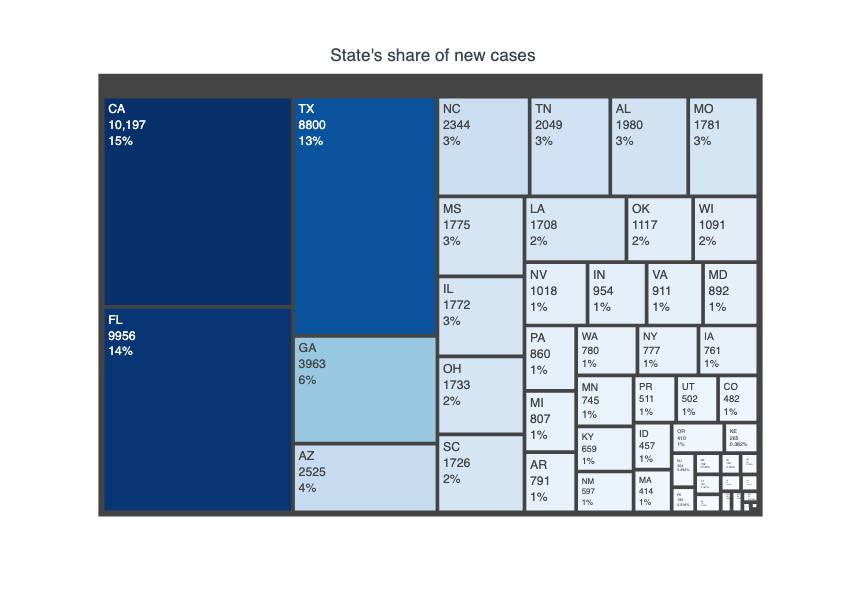 State's share of new cases
CA
10,197
15%
FL
9956
14%
TX
8800
13%
GA
3963
6%
AZ
2525
4%
NC
2344
3%
TN
2049
3%
AL
1980
3%
MO
1781
3%
MS
1775
3%
IL
1772
3%
OH
1733
2%
SC
1726
2%
LA
1708
2%
OK
1117
2%
WI
1091
2%
NV
1018
1%
IN
954
1%
VA
911
1%
MD
892
1%
PA
860
1%
MI
807
1%
AR
791
1%
WA
780
1%
NY
777
1%
IA
761
1%
MN
745
1%
KY
659
1%
NM
597
1%
PR
511
1%
UT
502
1%
CO
482
1%
ID
457
1%
MA
414
1%
OR
410
1%
NE
265
0.382%